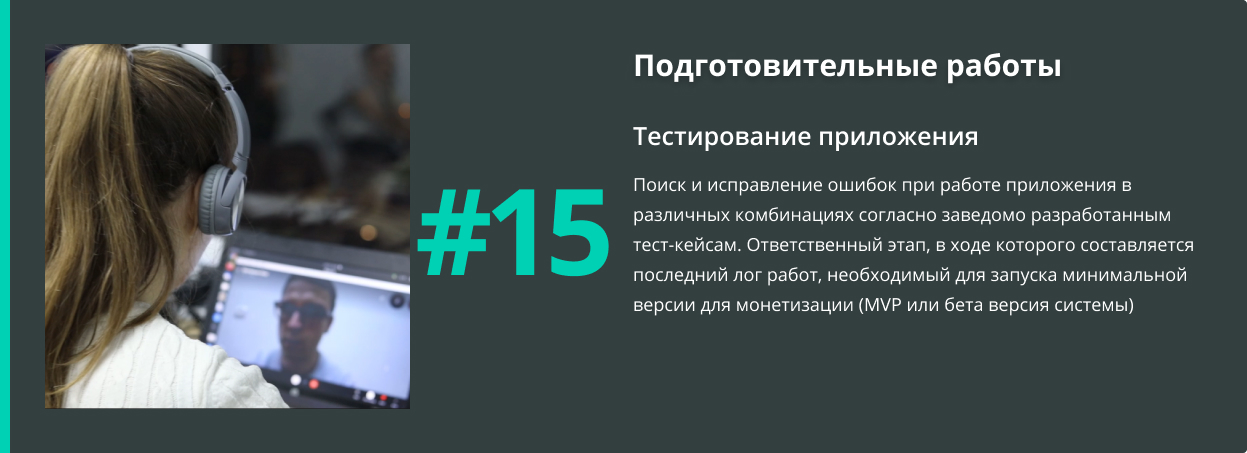 Подготовительные работы
#15
Тестирование приложения
Поиск и исправление ошибок при работе приложения в
различных комбинациях согласно заведомо разработанным
тест-кейсам. Ответственный этап, в ходе которого составляется
последний лог работ, необходимый для запуска минимальной
версии для монетизации (MVP или бета версия системы)